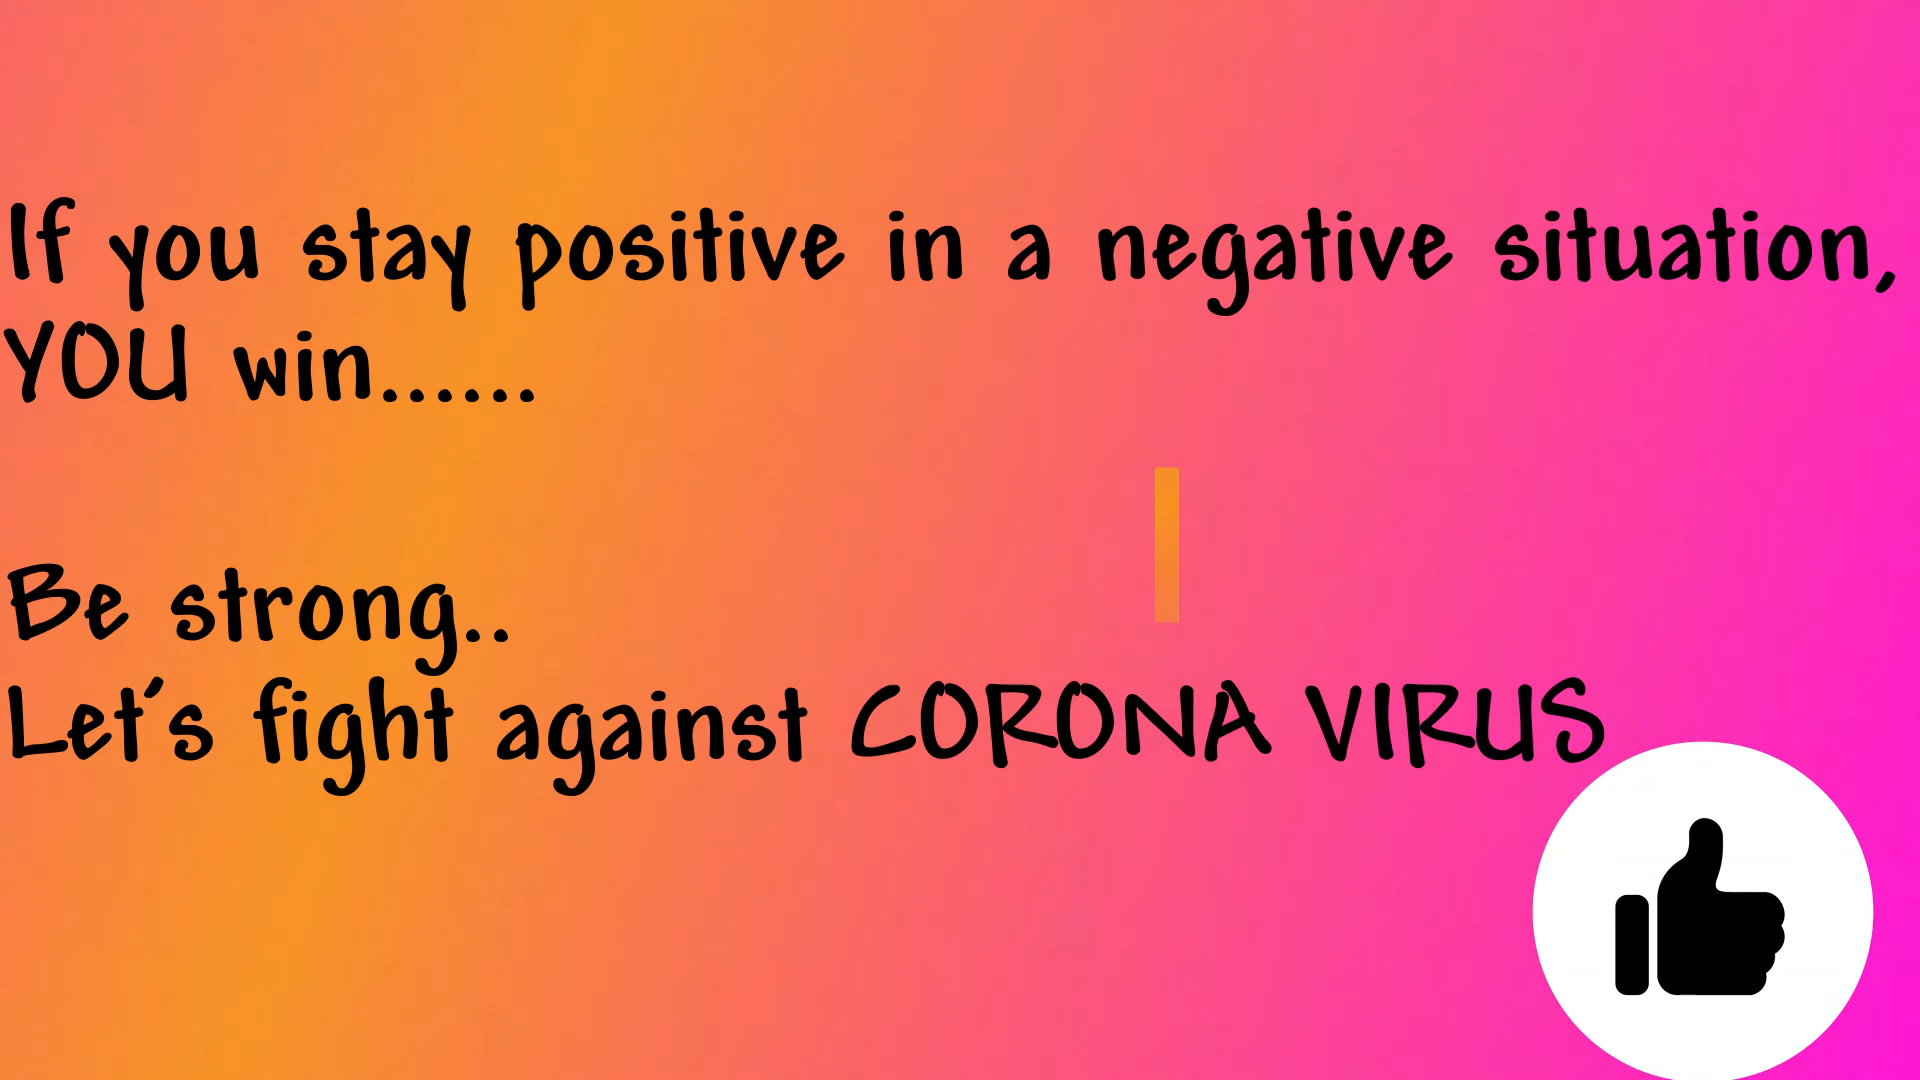 If you stay positive in a negative situation,
YOU win......
Be strong..
Let's fight against CORONA VIRUS